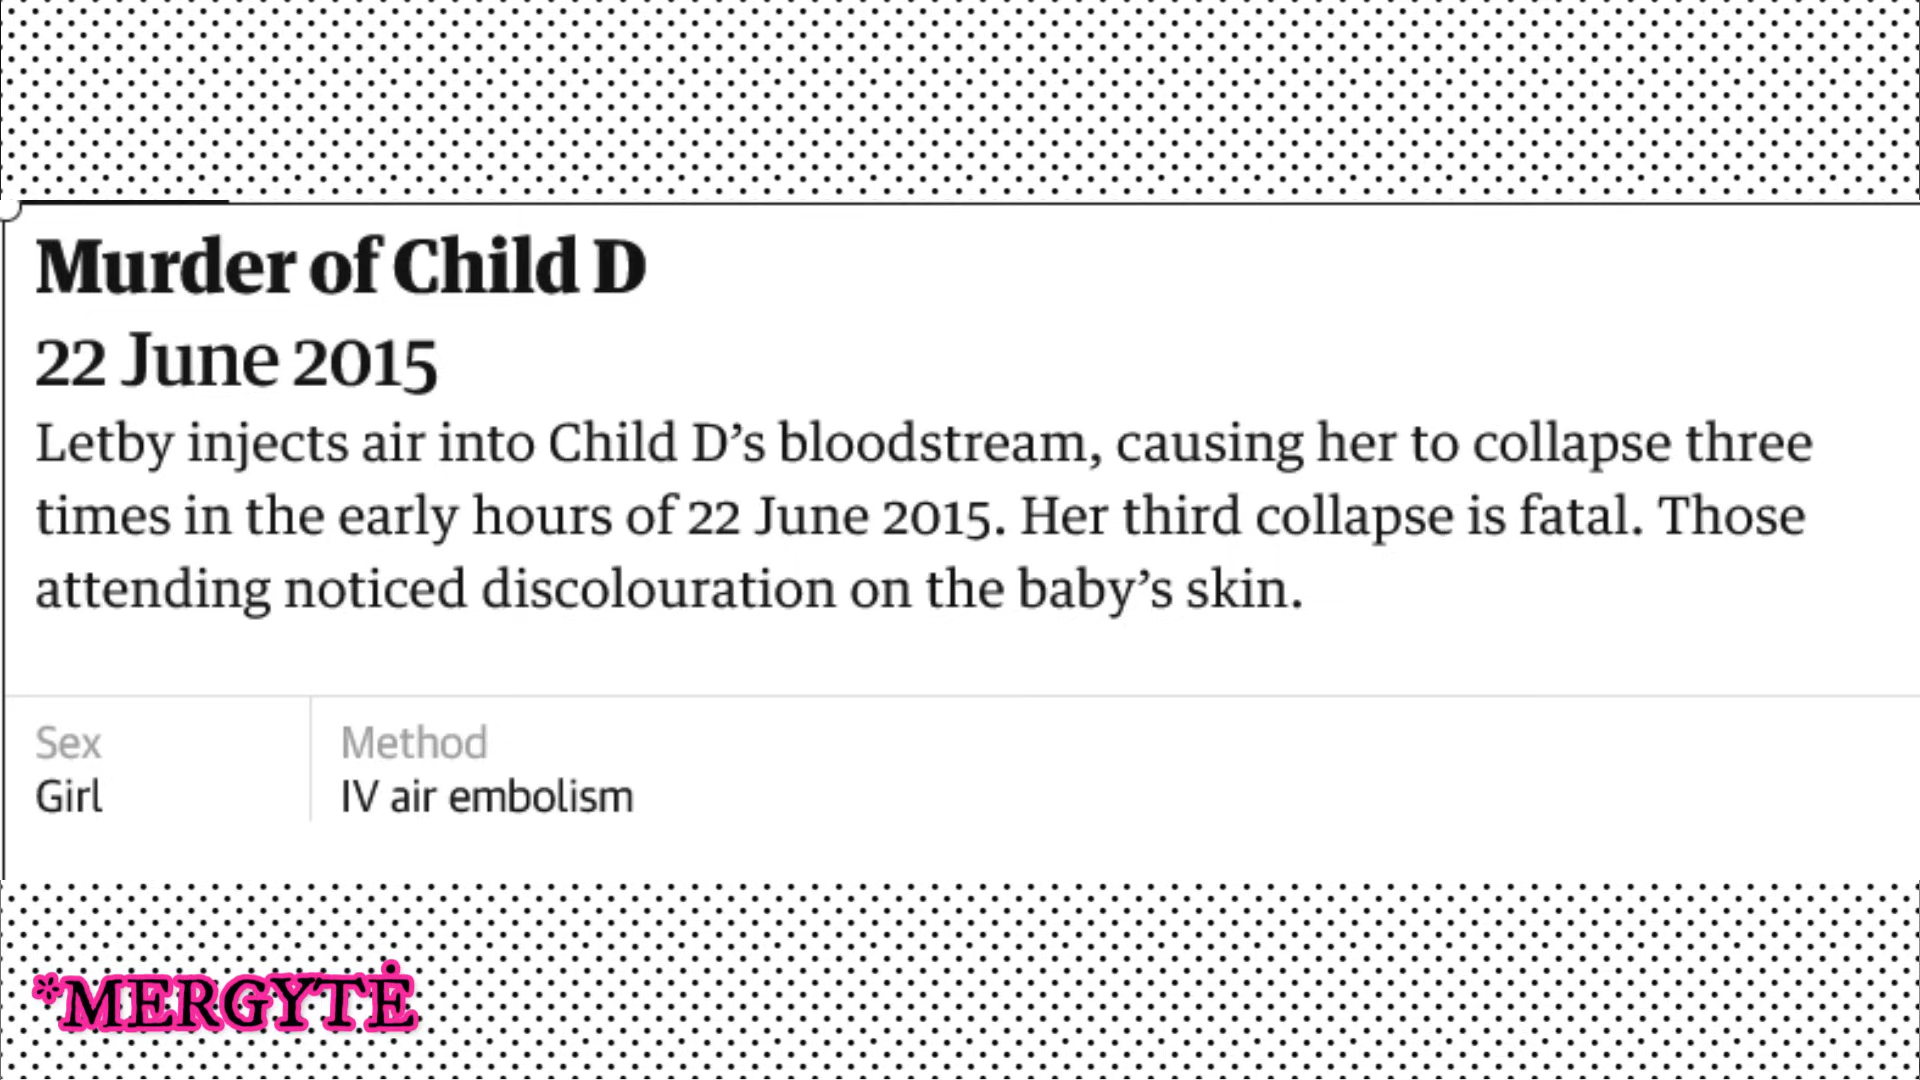 Murder of Child D
22 June 2015
Letby injects air into Child D’s bloodstream, causing her to collapse three
times in the early hours of 22 June 2015. Her third collapse is fatal. Those
attending noticed discolouration on the baby’s skin.
Sex
Girl
Method
IV air embolism
*MERGYTĖ